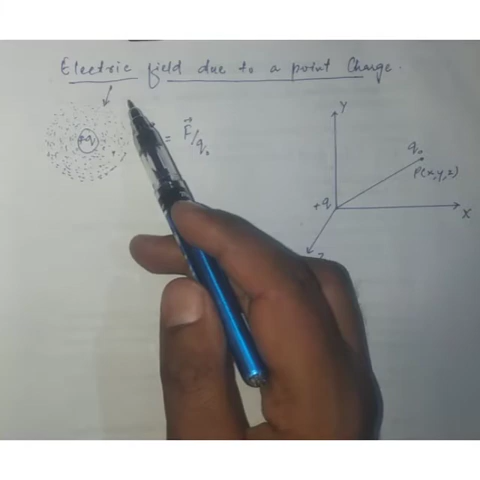 Electric field due to a point Charge.
+q
= F⃗/q₀
Y
q₀
P(x,y,z)
+q
X